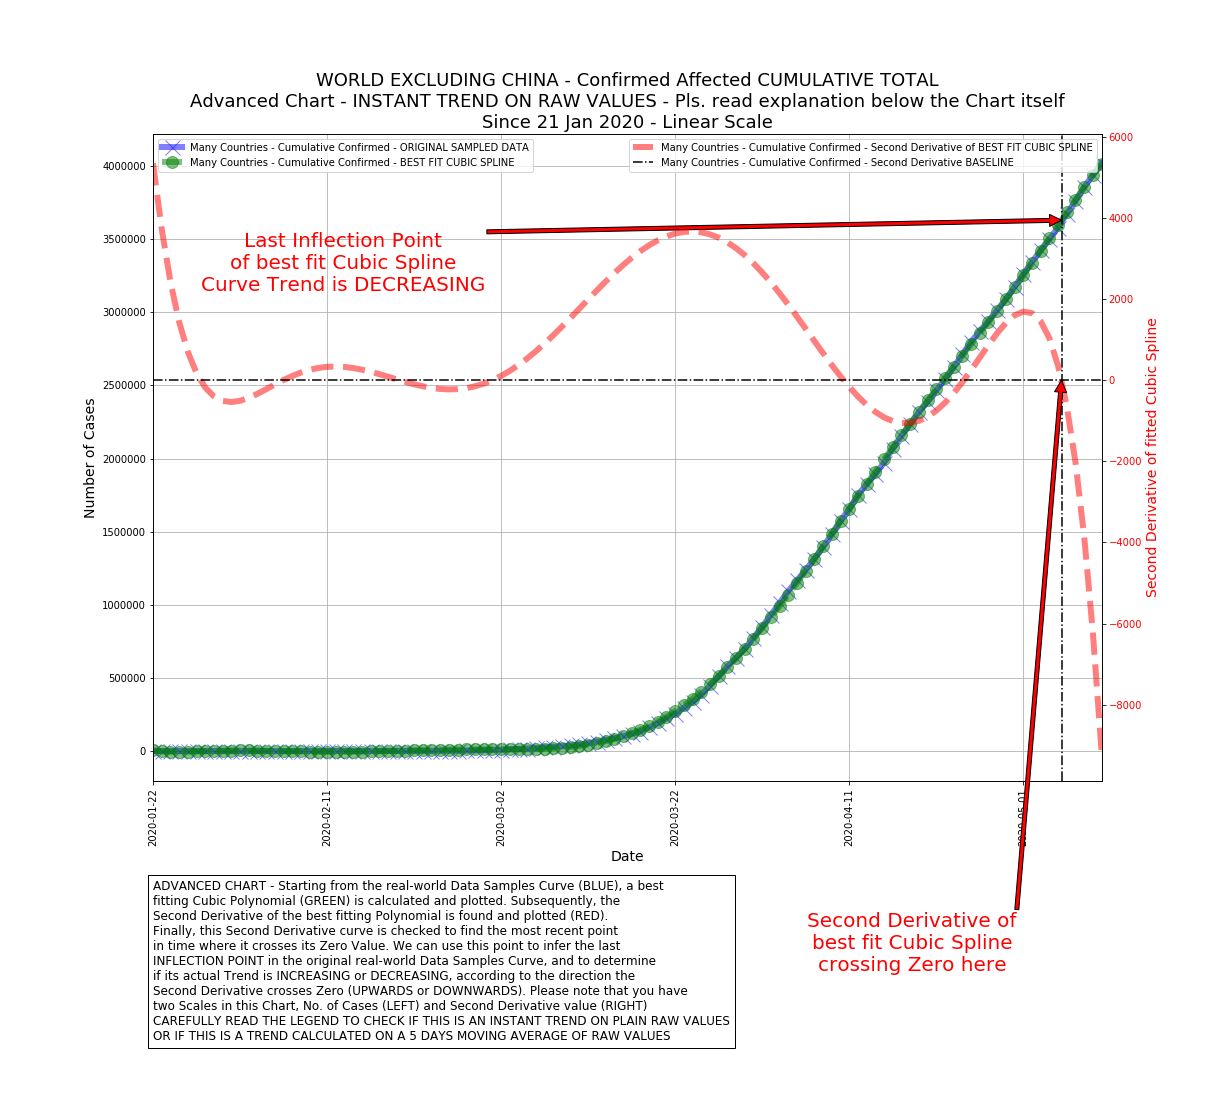 WORLD EXCLUDING CHINA - Confirmed Affected CUMULATIVE TOTAL
Advanced Chart - INSTANT TREND ON RAW VALUES - Pls. read explanation below the Chart itself
Since 21 Jan 2020 - Linear Scale
Many Countries - Cumulative Confirmed - ORIGINAL SAMPLED DATA
Many Countries - Cumulative Confirmed - BEST FIT CUBIC SPLINE
Many Countries - Cumulative Confirmed - Second Derivative of BEST FIT CUBIC SPLINE
Many Countries - Cumulative Confirmed - Second Derivative BASELINE
Number of Cases
4000000
3500000
3000000
2500000
2000000
1500000
1000000
500000
0
Last Inflection Point
of best fit Cubic Spline
Curve Trend is DECREASING
6000
4000
2000
0
−2000
−4000
−6000
−8000
Second Derivative of fitted Cubic Spline
2020-01-22
2020-02-11
2020-03-02
2020-03-22
2020-04-11
2020-05-01
Date
ADVANCED CHART - Starting from the real-world Data Samples Curve (BLUE), a best
fitting Cubic Polynomial (GREEN) is calculated and plotted. Subsequently, the
Second Derivative of the best fitting Polynomial is found and plotted (RED).
Finally, this Second Derivative curve is checked to find the most recent point
in time where it crosses its Zero Value. We can use this point to infer the last
INFLECTION POINT in the original real-world Data Samples Curve, and to determine
if its actual Trend is INCREASING or DECREASING, according to the direction the
Second Derivative crosses Zero (UPWARDS or DOWNWARDS). Please note that you have
two Scales in this Chart, No. of Cases (LEFT) and Second Derivative value (RIGHT)
CAREFULLY READ THE LEGEND TO CHECK IF THIS IS AN INSTANT TREND ON PLAIN RAW VALUES
OR IF THIS IS A TREND CALCULATED ON A 5 DAYS MOVING AVERAGE OF RAW VALUES
Second Derivative of
best fit Cubic Spline
crossing Zero here